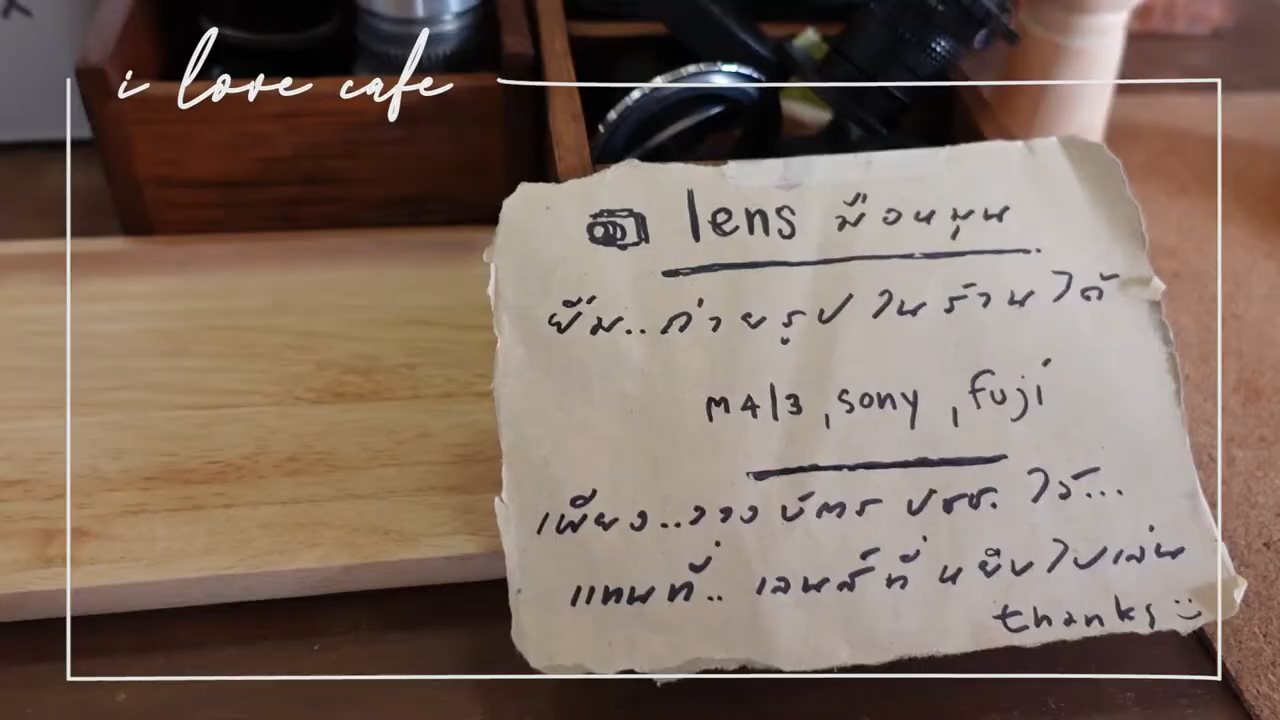 i love cafe
lens มือหมุน
ยืม..ถ่ายรูปในร้านได้
m4/3, sony, fuji
เพียง..วางบัตร ปชช. ไว้...
แทนที่.. เลนส์ที่หยิบไปเล่น
thanks